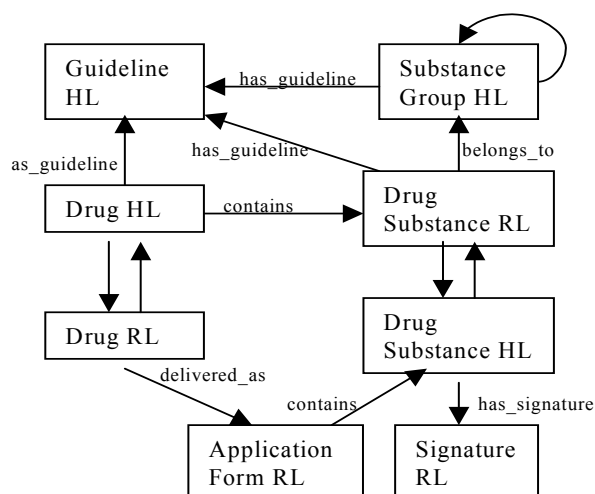 Guideline
HL
has_guideline
Substance
Group HL
as_guideline
has_guideline
belongs_to
Drug HL
contains
Drug
Substance RL
Drug RL
Drug
Substance HL
delivered_as
contains
has_signature
Application
Form RL
Signature
RL